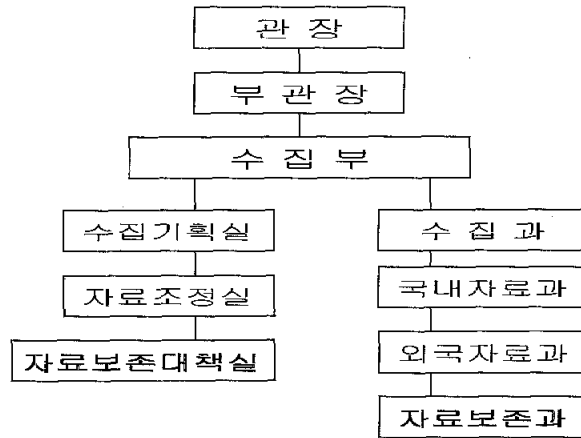 관 장
부 관 장
수 집 부
수집기획실
수 집 과
자료조정실
국내자료과
자료보존대책실
외국자료과
자료보존과